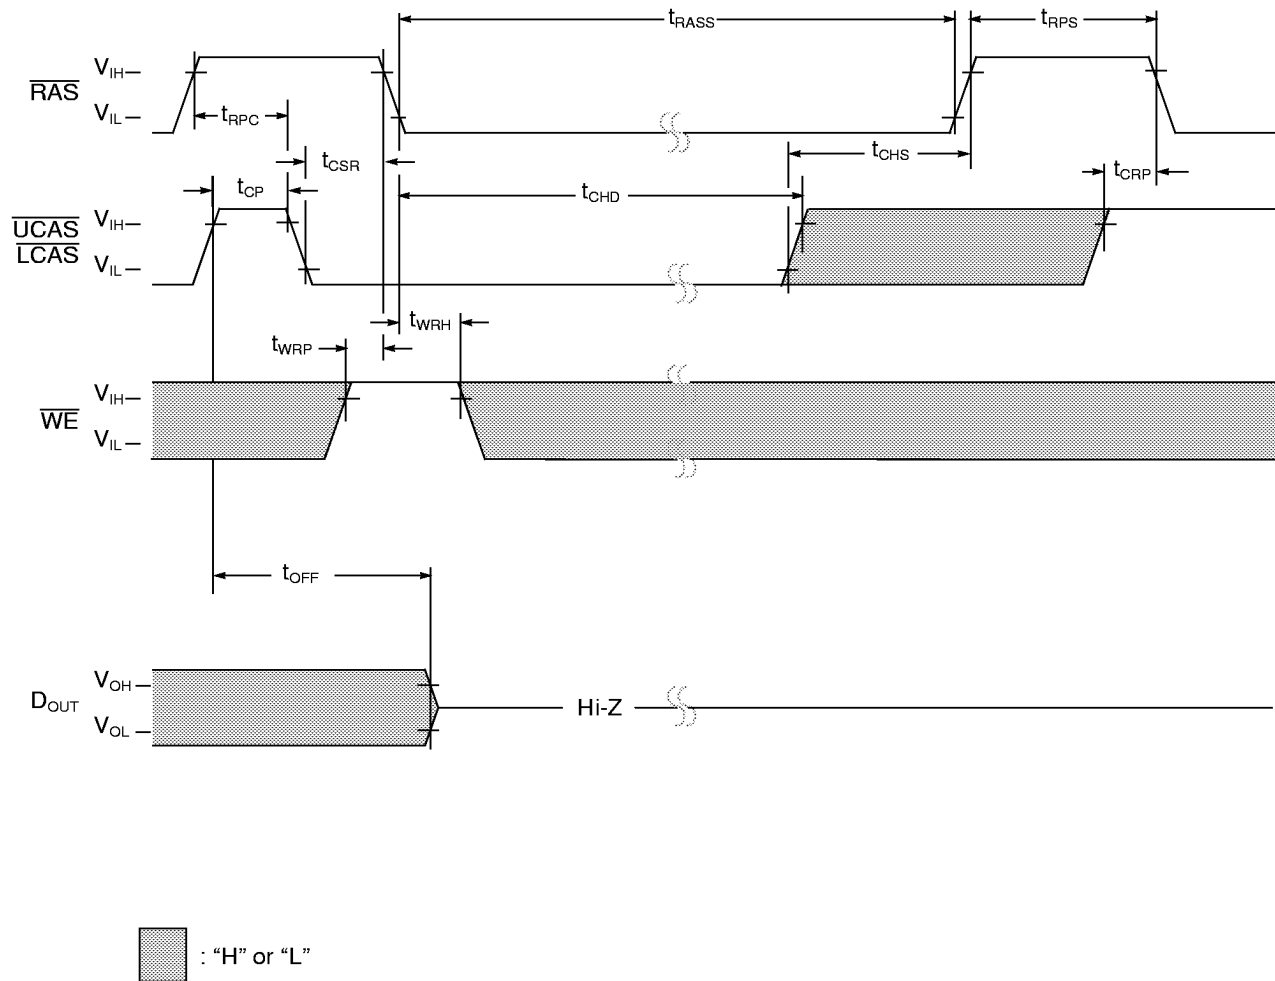 tRASS
tRPS
RAS
VIH
VIL
tRPC
tCSR
tCHS
tCP
tCHD
tCRP
UCAS
LCAS
VIH
VIL
tWRH
tWRP
WE
VIH
VIL
tOFF
DOUT
VOH
VOL
Hi-Z
: “H” or “L”